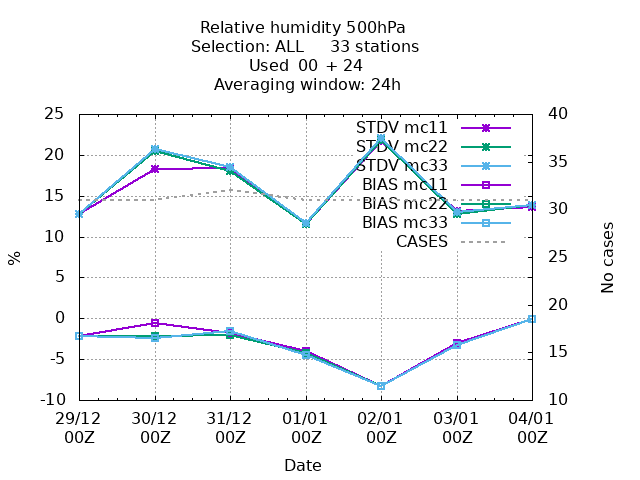 Relative humidity 500hPa
Selection: ALL 33 stations
Used 00 + 24
Averaging window: 24h
25
20
15
10
5
0
-5
-10
%
40
35
30
25
20
15
10
No cases
STDV mc11
STDV mc22
STDV mc33
BIAS mc11
BIAS mc22
BIAS mc33
CASES
29/12 30/12 31/12 01/01 02/01 03/01 04/01
00Z 00Z 00Z 00Z 00Z 00Z 00Z
Date